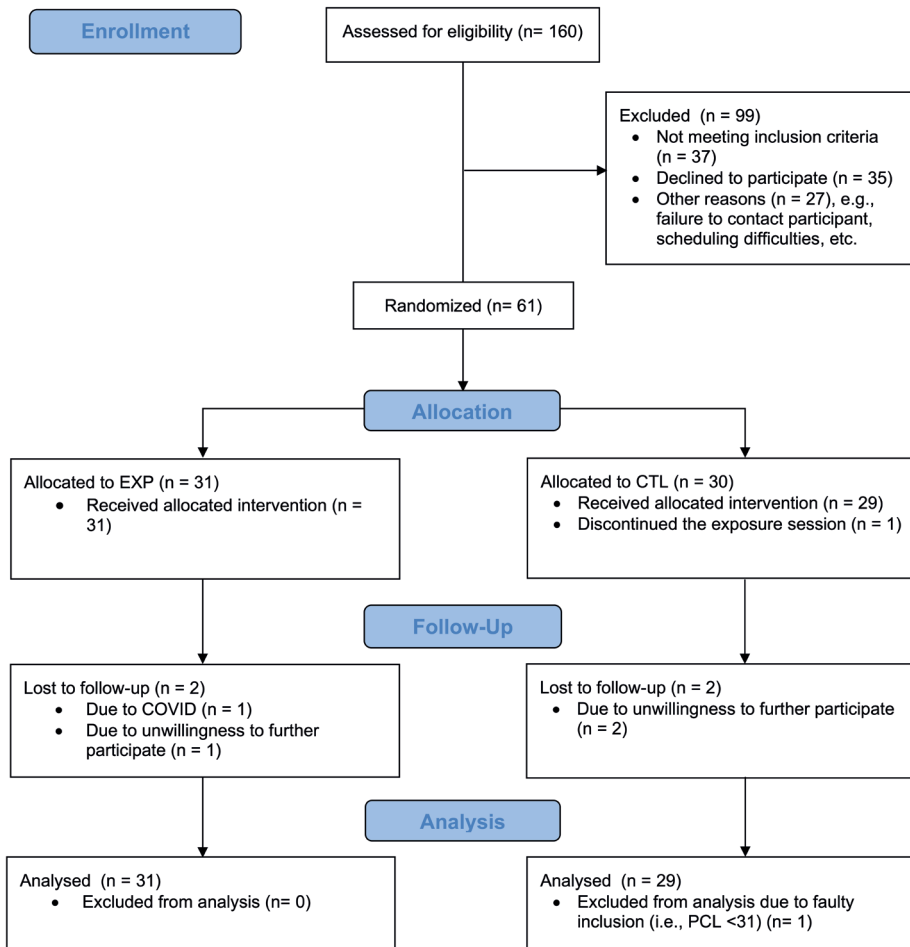 Enrollment
Assessed for eligibility (n= 160)
Excluded (n = 99)
• Not meeting inclusion criteria
(n = 37)
• Declined to participate (n = 35)
• Other reasons (n = 27), e.g.,
failure to contact participant,
scheduling difficulties, etc.
Randomized (n= 61)
Allocation
Allocated to EXP (n = 31)
• Received allocated intervention (n =
31)
Allocated to CTL (n = 30)
• Received allocated intervention (n = 29)
• Discontinued the exposure session (n = 1)
Follow-Up
Lost to follow-up (n = 2)
• Due to COVID (n = 1)
• Due to unwillingness to further
participate (n = 1)
Lost to follow-up (n = 2)
• Due to unwillingness to further participate
(n = 2)
Analysis
Analysed (n = 31)
• Excluded from analysis (n= 0)
Analysed (n = 29)
• Excluded from analysis due to faulty
inclusion (i.e., PCL <31) (n= 1)